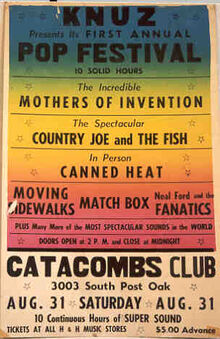 KNUZ
Presents Its FIRST ANNUAL
POP FESTIVAL
10 SOLID HOURS
The Incredible
MOTHERS OF INVENTION
The Spectacular
COUNTRY JOE and THE FISH
In Person
CANNED HEAT
MOVING SIDEWALKS
MATCH BOX
Neal Ford and the FANATICS
PLUS Many More of the MOST SPECTACULAR SOUNDS in the WORLD
DOORS OPEN at 2 P. M. and CLOSE at MIDNIGHT
CATACOMBS CLUB
3003 South Post Oak
AUG. 31 SATURDAY AUG. 31
10 Continuous Hours of SUPER SOUND
TICKETS AT ALL H & H MUSIC STORES $5.00 Advance